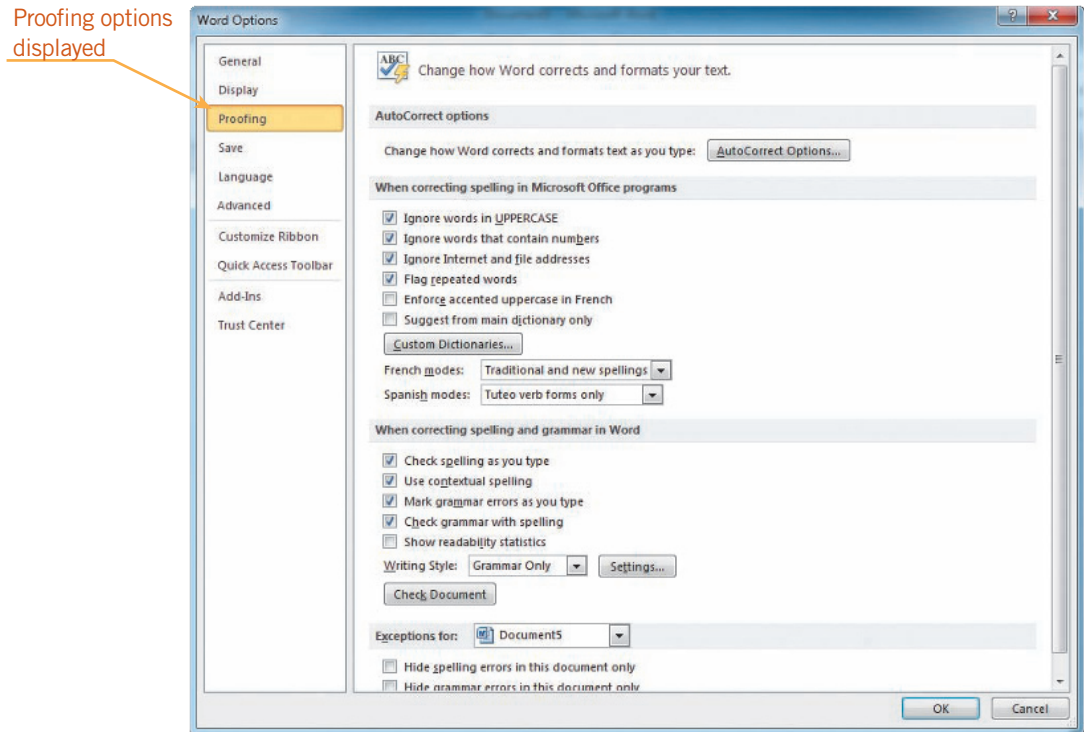 Proofing options
displayed
Word Options
General
Display
Proofing
Save
Language
Advanced
Customize Ribbon
Quick Access Toolbar
Add-Ins
Trust Center
ABC
Change how Word corrects and formats your text.
AutoCorrect options
Change how Word corrects and formats text as you type: AutoCorrect Options...
When correcting spelling in Microsoft Office programs
Ignore words in UPPERCASE
Ignore words that contain numbers
Ignore Internet and file addresses
Flag repeated words
Enforce accented uppercase in French
Suggest from main dictionary only
Custom Dictionaries...
French modes: Traditional and new spellings
Spanish modes: Tuteo verb forms only
When correcting spelling and grammar in Word
Check spelling as you type
Use contextual spelling
Mark grammar errors as you type
Check grammar with spelling
Show readability statistics
Writing Style: Grammar Only Settings...
Check Document
Exceptions for: Document5
Hide spelling errors in this document only
Hide grammar errors in this document only
OK Cancel